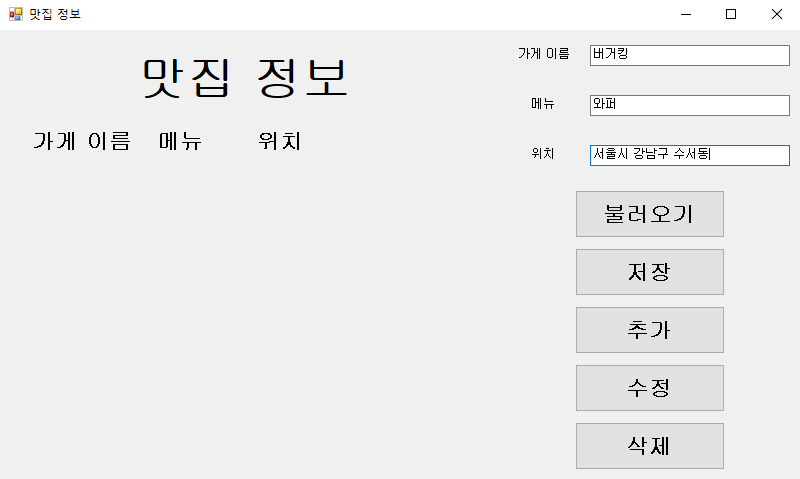 맛집 정보
맛집 정보
가게 이름 메뉴 위치
가게 이름 버거킹
메뉴 와퍼
위치 서울시 강남구 수서동
불러오기
저장
추가
수정
삭제